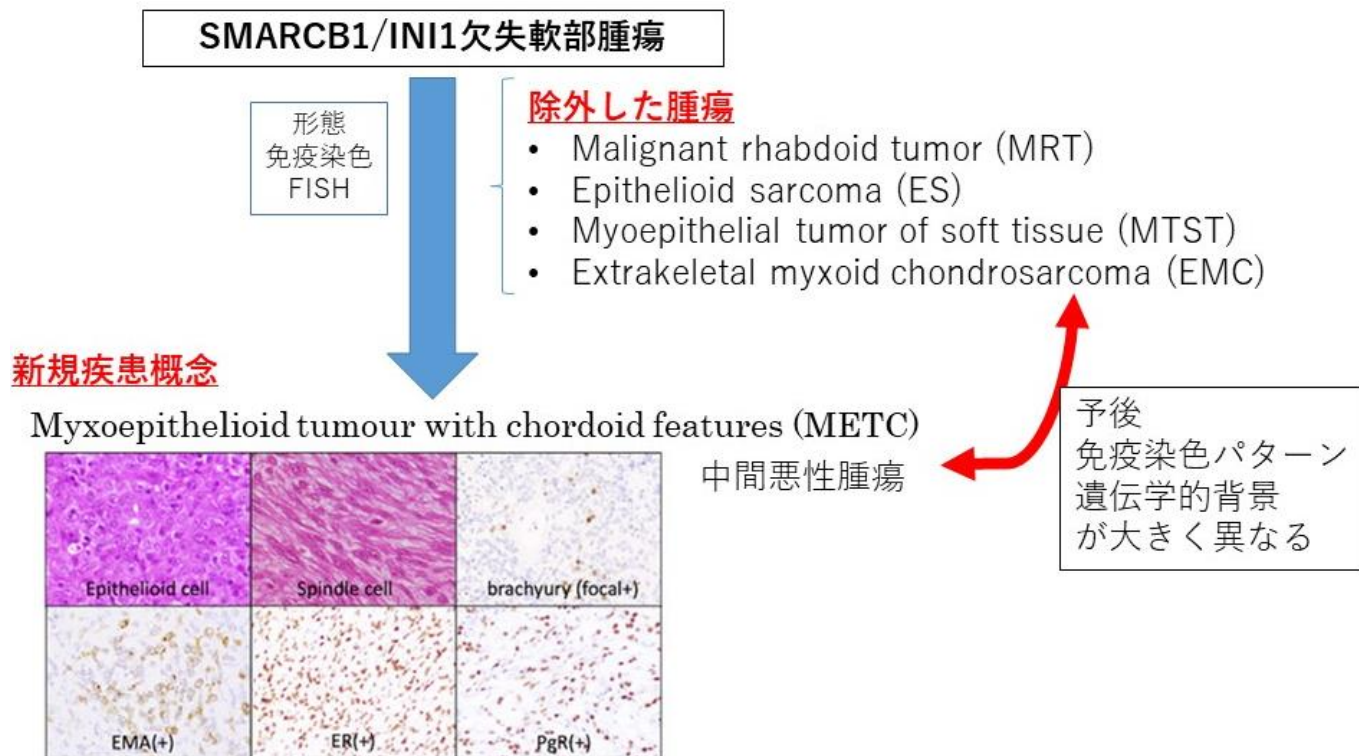 SMARCB1/INI1欠失軟部腫瘍
形態
免疫染色
FISH
除外した腫瘍
• Malignant rhabdoid tumor (MRT)
• Epithelioid sarcoma (ES)
• Myoepithelial tumor of soft tissue (MTST)
• Extrakeletal myxoid chondrosarcoma (EMC)
新規疾患概念
Myxoepithelioid tumour with chordoid features (METC)
中間悪性腫瘍
予後
免疫染色パターン
遺伝学的背景
が大きく異なる
Epithelioid cell
Spindle cell
brachyury (focal+)
EMA(+)
ER(+)
PgR(+)